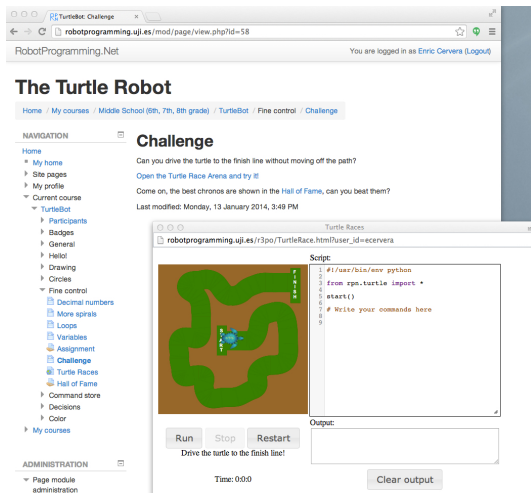 TurtleBot: Challenge
robotprogramming.uji.es/mod/page/view.php?id=58
RobotProgramming.Net
You are logged in as Enric Cervera (Logout)
The Turtle Robot
Home / My courses / Middle School (6th, 7th, 8th grade) / TurtleBot / Fine control / Challenge
NAVIGATION
Home
My home
Site pages
My profile
Current course
TurtleBot
Participants
Badges
General
Hello!
Drawing
Circles
Fine control
Decimal numbers
More spirals
Loops
Variables
Assignment
Challenge
Turtle Races
Hall of Fame
Command store
Decisions
Color
My courses
ADMINISTRATION
Page module
administration
Challenge
Can you drive the turtle to the finish line without moving off the path?
Open the Turtle Race Arena and try it!
Come on, the best chronos are shown in the Hall of Fame, can you beat them?
Last modified: Monday, 13 January 2014, 3:49 PM
Turtle Races
robotprogramming.uji.es/r3po/TurtleRace.html?user_id=ecervera
FINISH
START
Run Stop Restart
Drive the turtle to the finish line!
Time: 0:0:0
Script:
1 #!/usr/bin/env python
2
3 from rpn.turtle import *
4
5 start()
6
7 # Write your commands here
8
9
Output:
Clear output